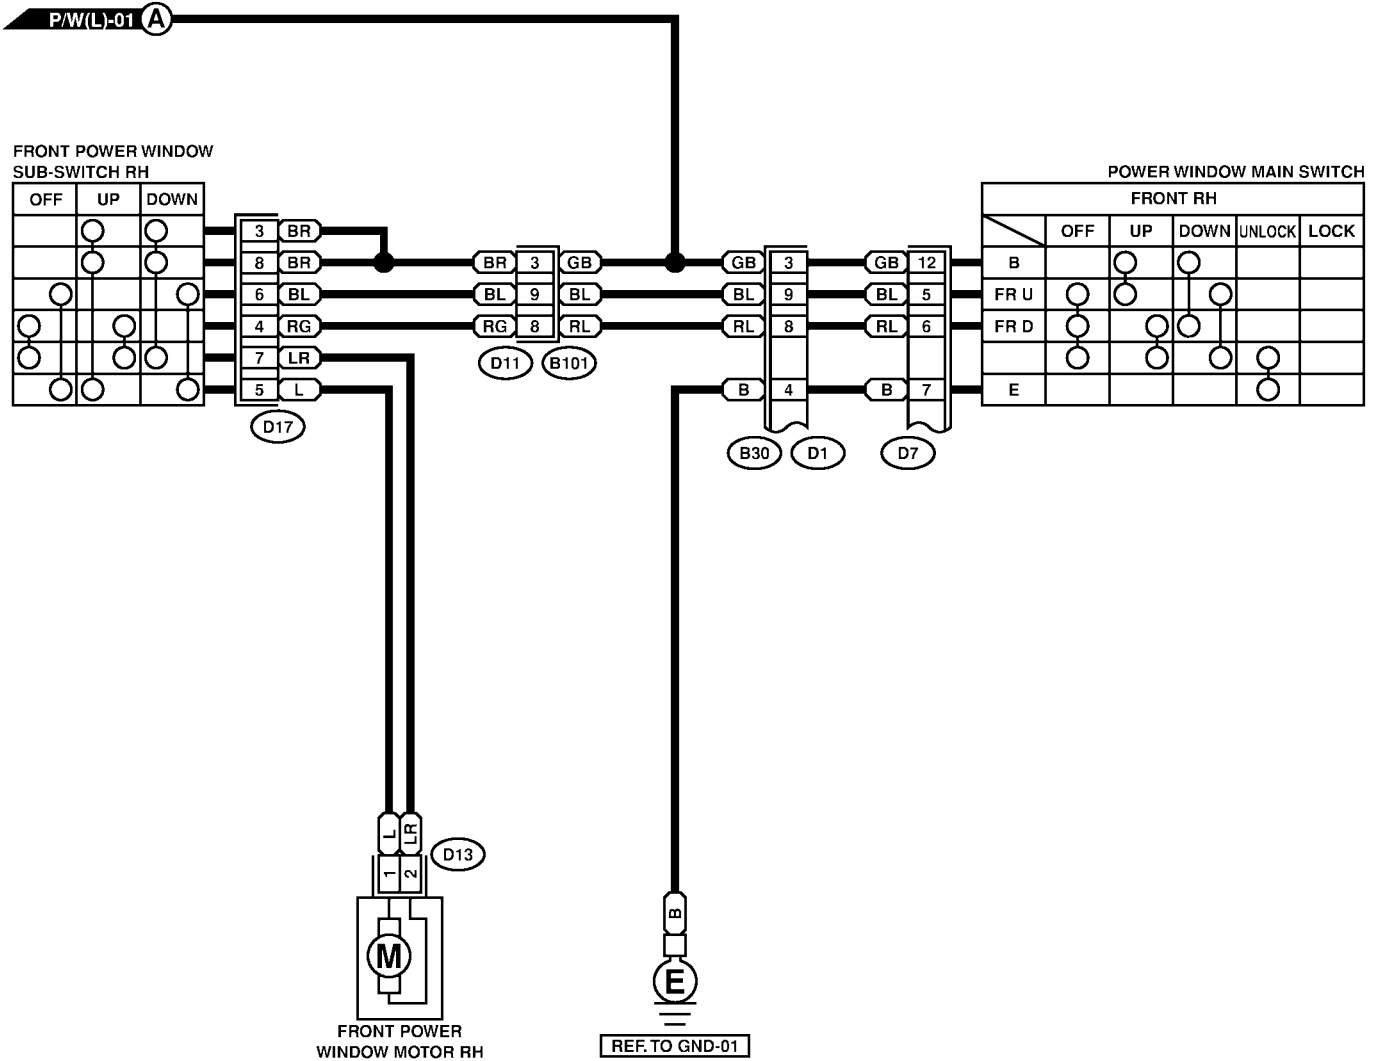 P/W(L)-01 A
FRONT POWER WINDOW
SUB-SWITCH RH
OFF UP DOWN
POWER WINDOW MAIN SWITCH
FRONT RH
OFF UP DOWN UNLOCK LOCK
3 BR
8 BR BR 3 GB GB 3 GB 12 B
6 BL BL 9 BL BL 9 BL 5 FR U
4 RG RG 8 RL RL 8 RL 6 FR D
7 LR
D11 B101
5 L B 4 B 7 E
D17
B30 D1 D7
L LR
D13
1 2
B
M
E
FRONT POWER
WINDOW MOTOR RH
REF. TO GND-01